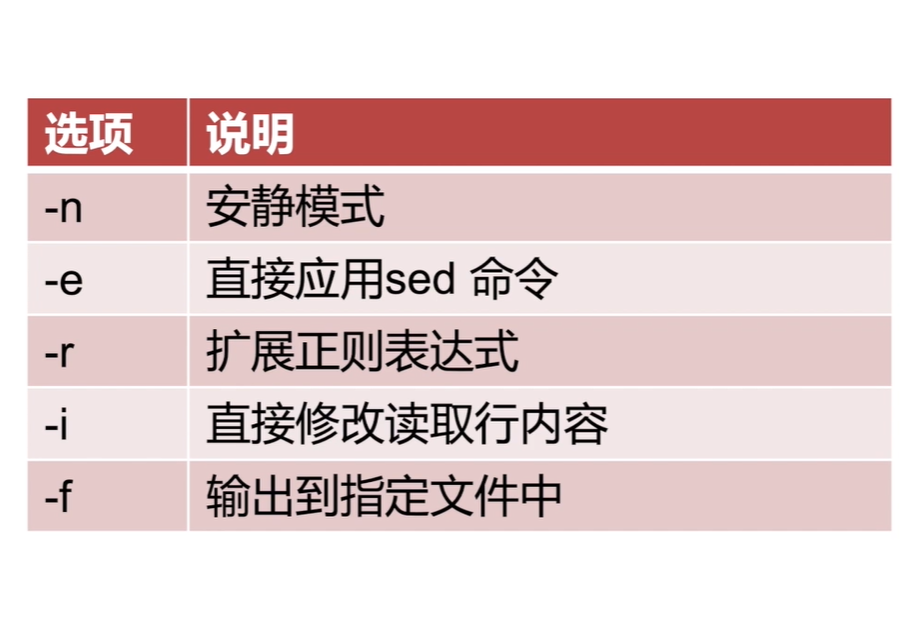 选项 说明
-n 安静模式
-e 直接应用sed 命令
-r 扩展正则表达式
-i 直接修改读取行内容
-f 输出到指定文件中